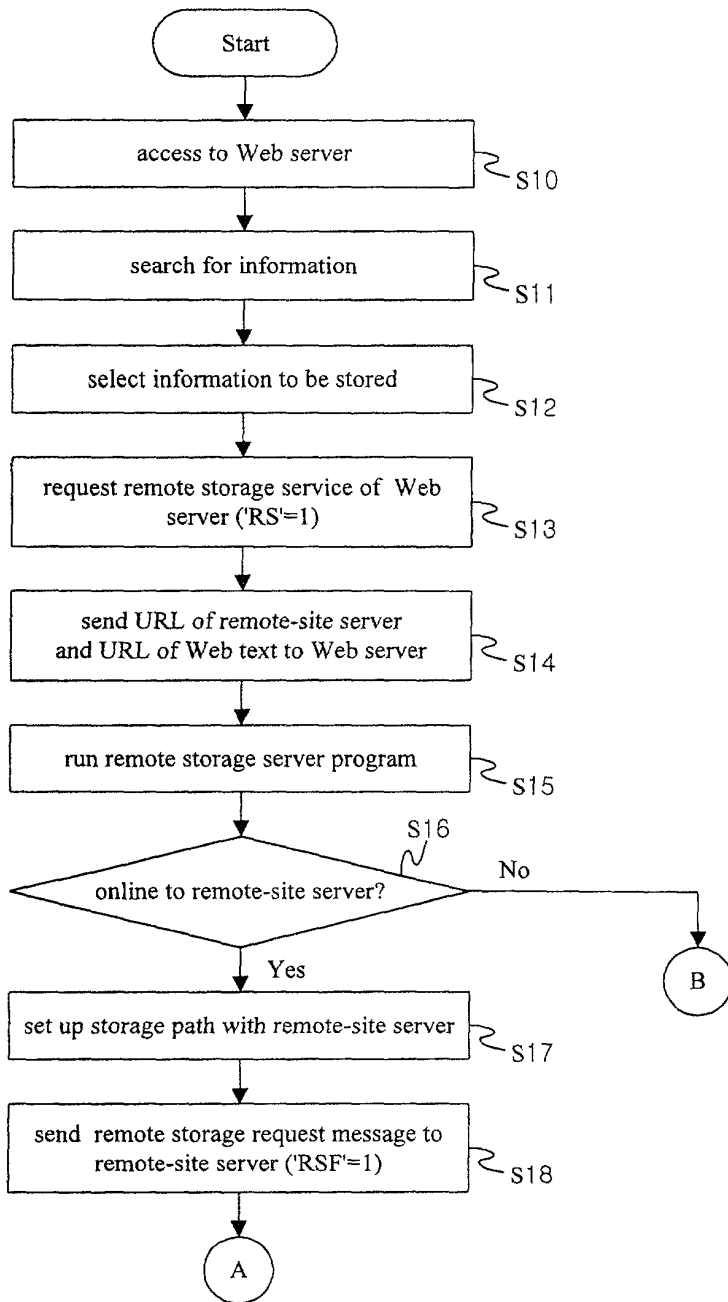 Start
access to Web server
S10
search for information
S11
select information to be stored
S12
request remote storage service of Web
server ('RS'=1)
S13
send URL of remote-site server
and URL of Web text to Web server
S14
run remote storage server program
S15
S16
online to remote-site server?
No
Yes
B
set up storage path with remote-site server
S17
send remote storage request message to
remote-site server ('RSF'=1)
S18
A